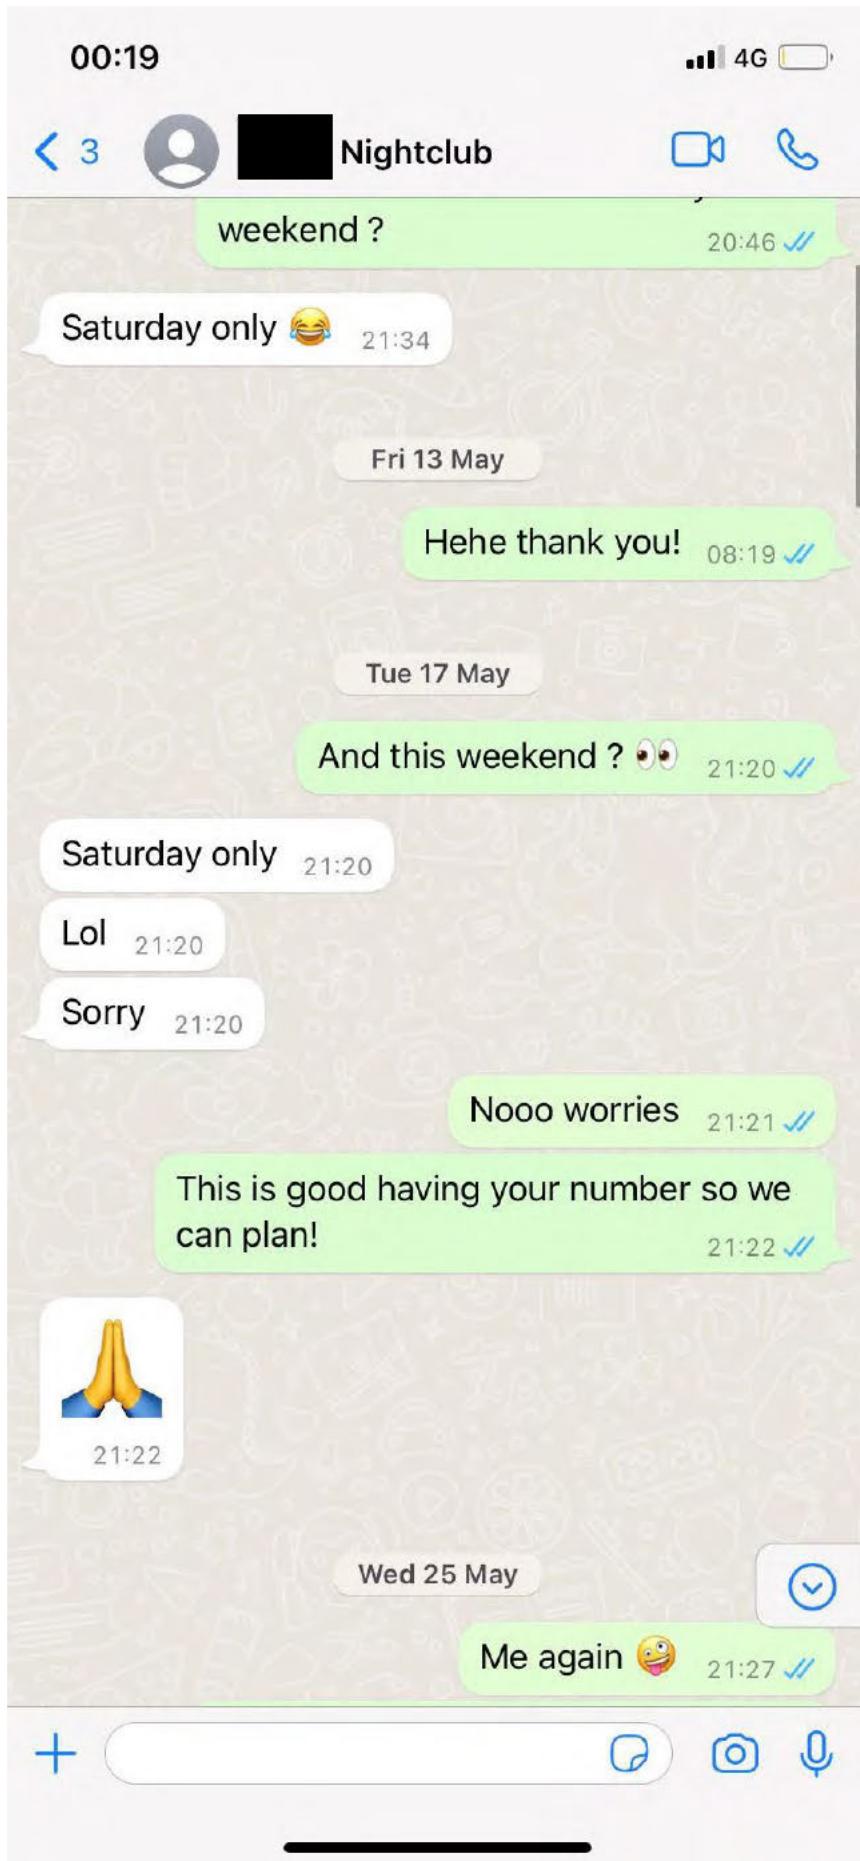 00:19
4G
3
Nightclub
weekend ?
20:46
Saturday only 😂 21:34
Fri 13 May
Hehe thank you! 08:19
Tue 17 May
And this weekend ? 👀 21:20
Saturday only 21:20
Lol 21:20
Sorry 21:20
Nooo worries 21:21
This is good having your number so we
can plan!
21:22
🙏
21:22
Wed 25 May
Me again 🤪 21:27